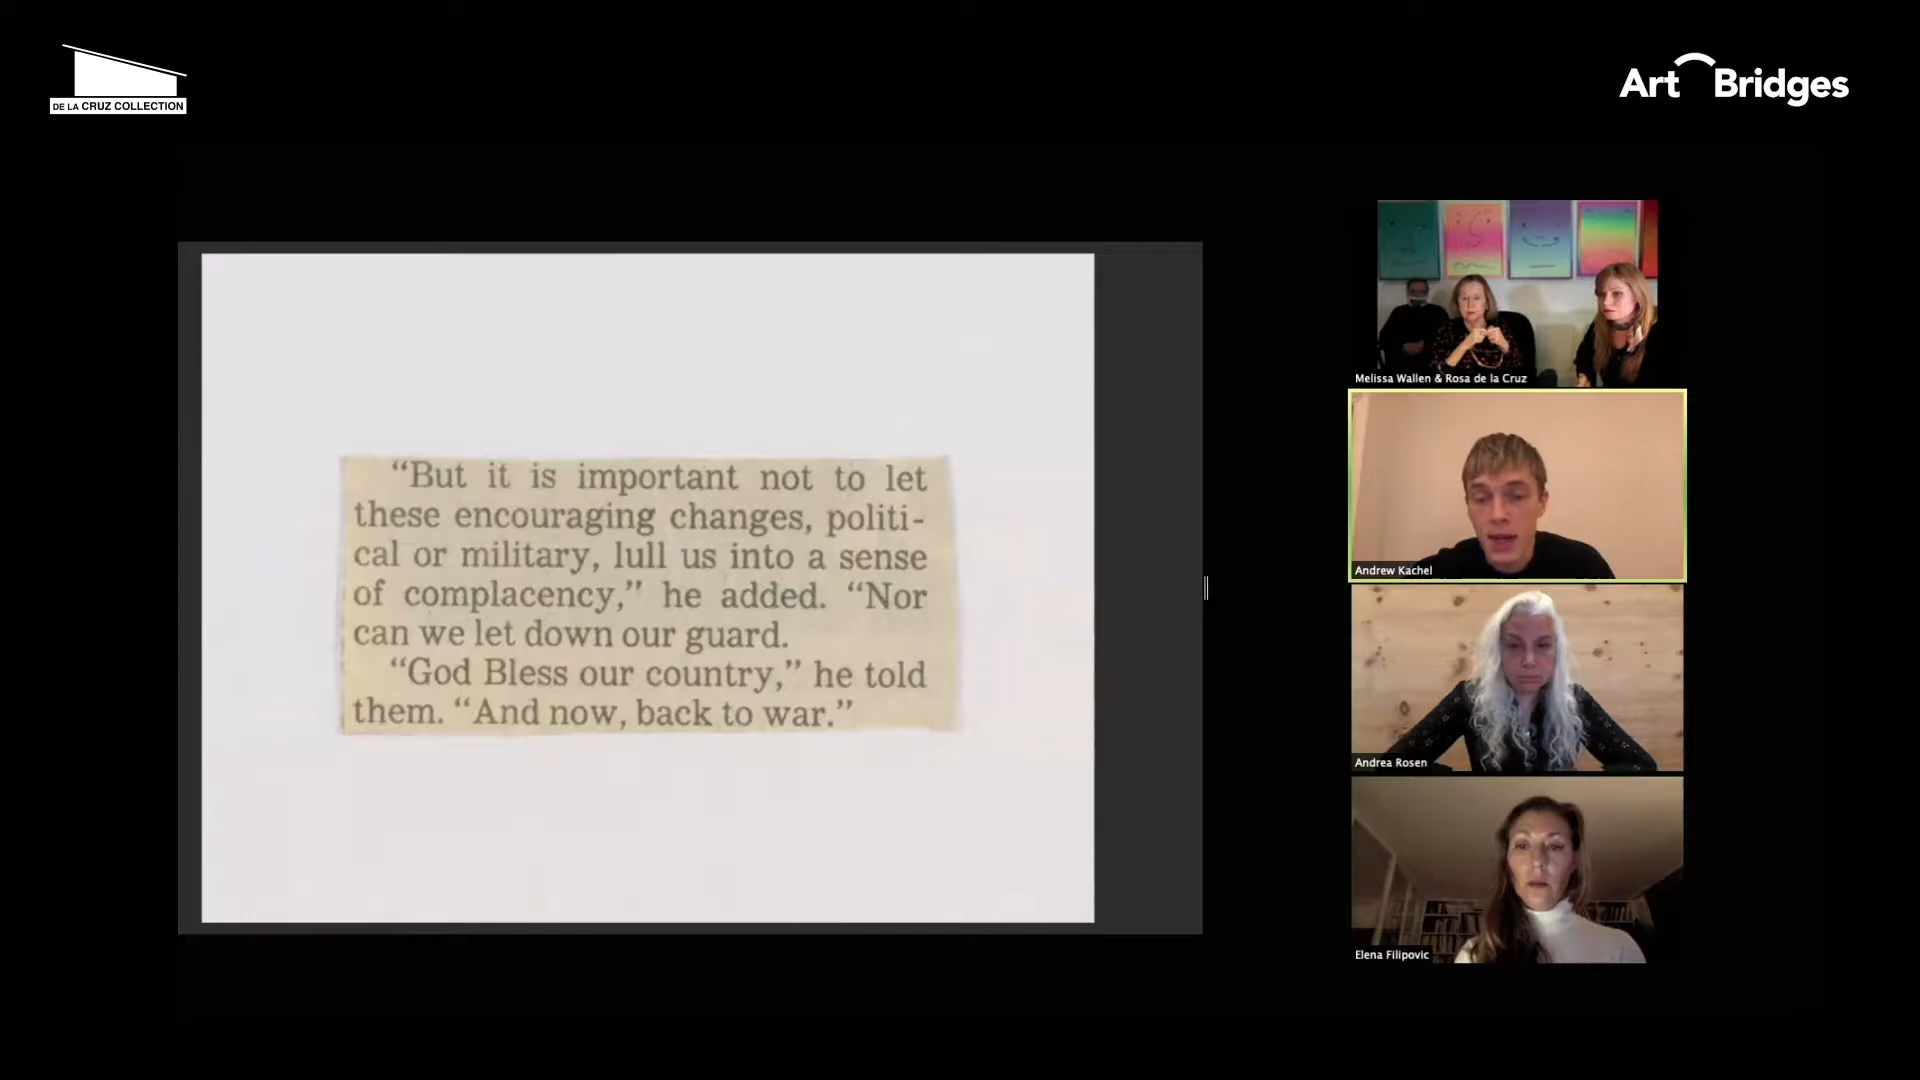 DE LA CRUZ COLLECTION
Art Bridges
“But it is important not to let
these encouraging changes, politi-
cal or military, lull us into a sense
of complacency,” he added. “Nor
can we let down our guard.
“God Bless our country,” he told
them. “And now, back to war.”
Melissa Wallen & Rosa de la Cruz
Andrew Kachel
Andrea Rosen
Elena Filipovic